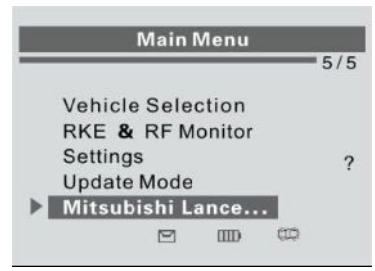 Main Menu
5/5
Vehicle Selection
RKE & RF Monitor
Settings
?
Update Mode
Mitsubishi Lance...